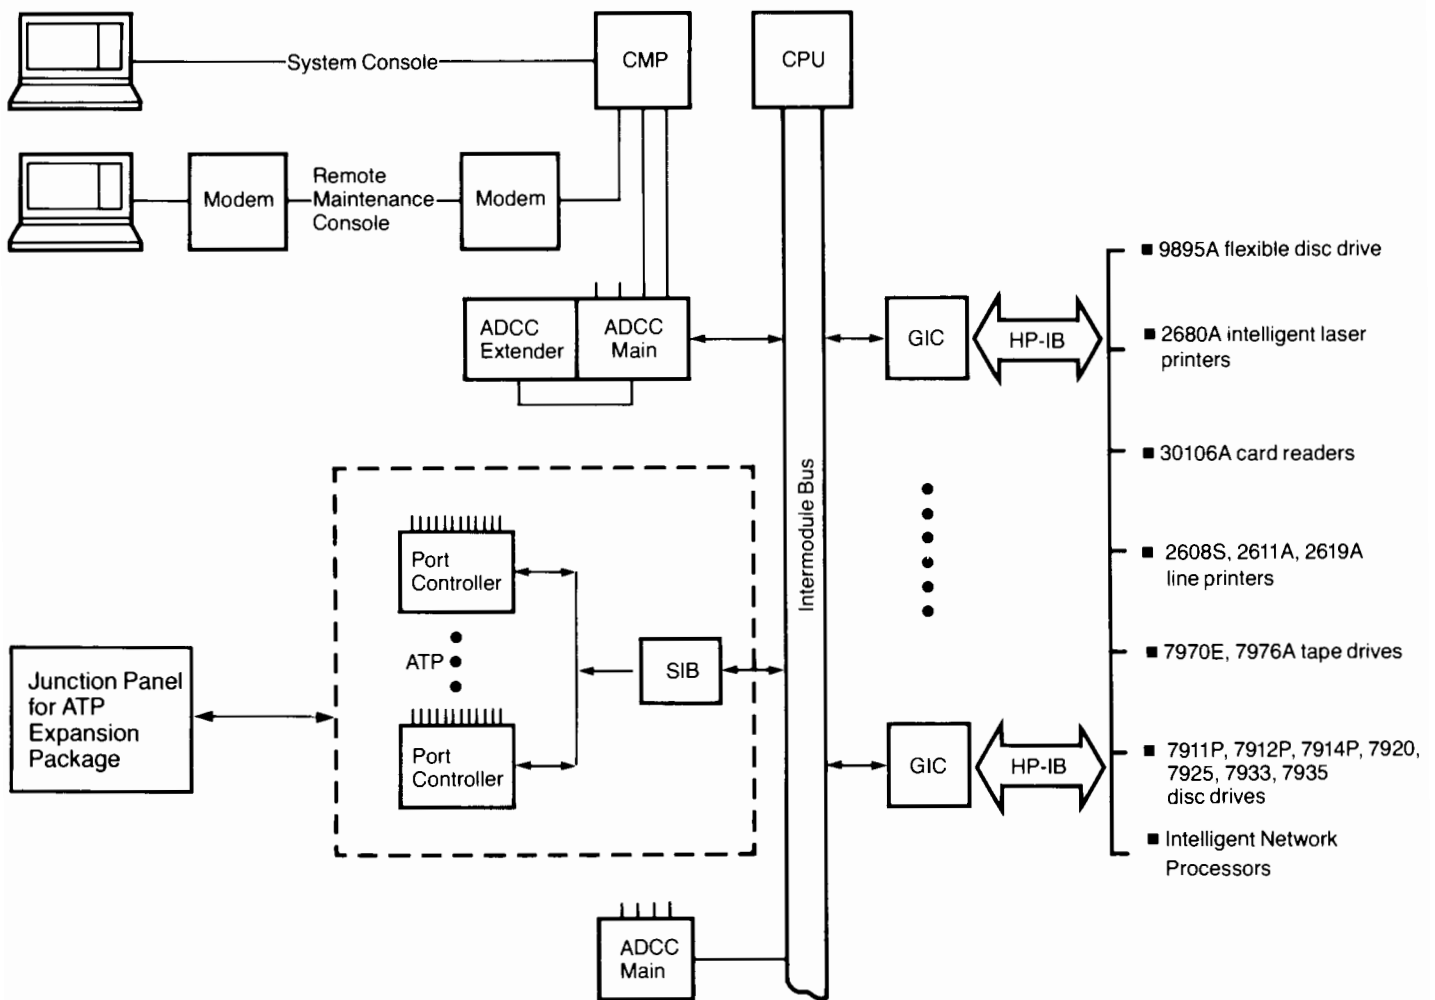 System Console
CMP
CPU
Modem
Remote
Maintenance
Console
Modem
ADCC
Extender
ADCC
Main
GIC
HP-IB
9895A flexible disc drive
2680A intelligent laser
printers
30106A card readers
2608S, 2611A, 2619A
line printers
7970E, 7976A tape drives
7911P, 7912P, 7914P, 7920,
7925, 7933, 7935
disc drives
Intelligent Network
Processors
Intermodule Bus
Port
Controller
ATP
SIB
Port
Controller
Junction Panel
for ATP
Expansion
Package
GIC
HP-IB
ADCC
Main